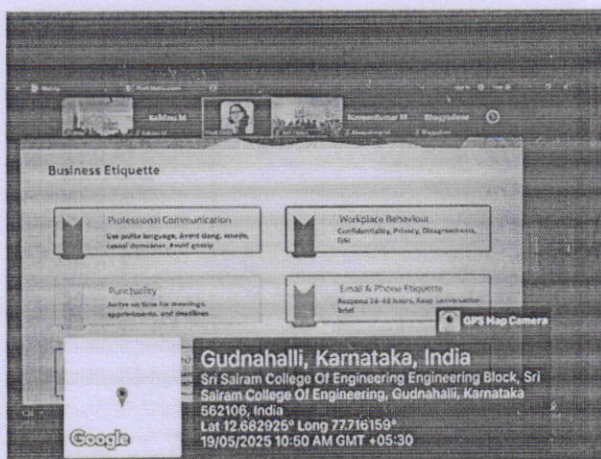 Business Etiquette
Professional Communication
Use polite language, Avoid slang,
casual demeanor, Avoid gossip
Workplace Behaviour
Confidentiality, Privacy, Disagreements,
Punctuality
Arrive on time for meetings,
appointments, and deadlines
Email & Phone Etiquette
Respond 24-48 hours, Keep conversation
brief
GPS Map Camera
Gudnahalli, Karnataka, India
Sri Sairam College Of Engineering Engineering Block, Sri
Sairam College Of Engineering, Gudnahalli, Karnataka
562106, India
Lat 12.682925° Long 77.716159°
19/05/2025 10:50 AM GMT +05:30
Google